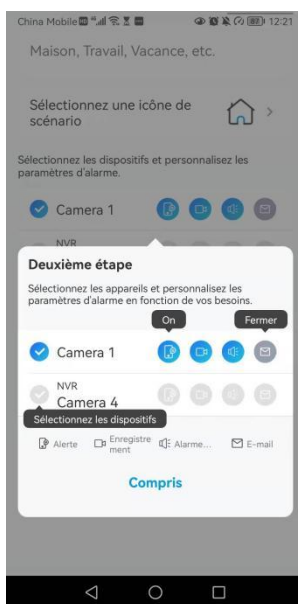 China Mobile 12:21
Maison, Travail, Vacance, etc.
Sélectionnez une icône de
scénario
Sélectionnez les dispositifs et personnalisez les
paramètres d'alarme.
Camera 1
NVR
Deuxième étape
Sélectionnez les appareils et personnalisez les
paramètres d'alarme en fonction de vos besoins.
On Fermer
Camera 1
NVR
Camera 4
Sélectionnez les dispositifs
Alerte Enregistre
ment Alarme... E-mail
Compris